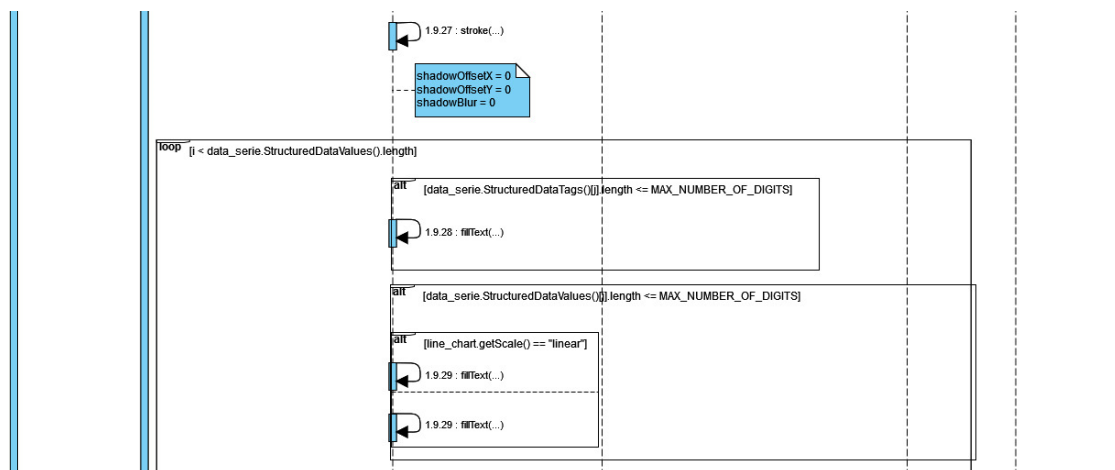 1.9.27 : stroke(...)
shadowOffsetX = 0
shadowOffsetY = 0
shadowBlur = 0
loop [i < data_serie.StructuredDataValues().length]
alt [data_serie.StructuredDataTags()[j].length <= MAX_NUMBER_OF_DIGITS]
1.9.28 : fillText(...)
alt [data_serie.StructuredDataValues()[j].length <= MAX_NUMBER_OF_DIGITS]
alt [line_chart.getScale() == "linear"]
1.9.29 : fillText(...)
1.9.29 : fillText(...)